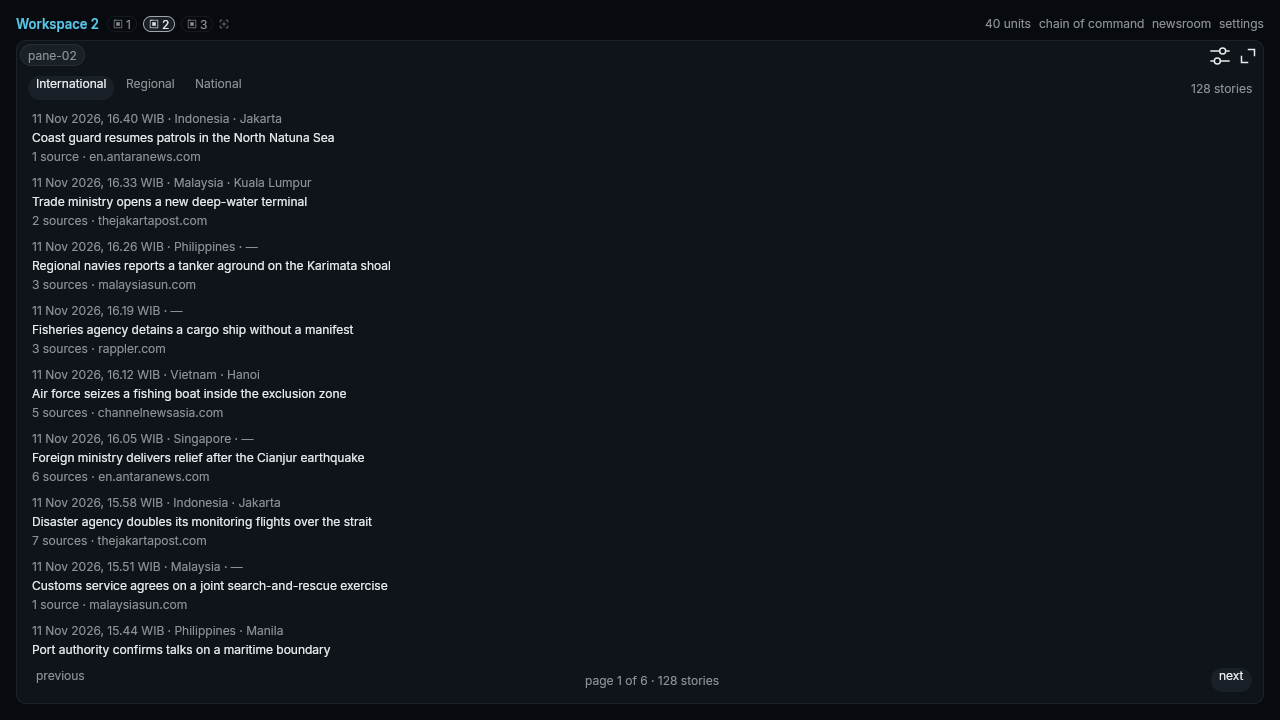 Workspace 2 1 2 3 40 units chain of command newsroom settings
pane-02
International Regional National
128 stories
11 Nov 2026, 16.40 WIB · Indonesia · Jakarta
Coast guard resumes patrols in the North Natuna Sea
1 source · en.antaranews.com
11 Nov 2026, 16.33 WIB · Malaysia · Kuala Lumpur
Trade ministry opens a new deep-water terminal
2 sources · thejakartapost.com
11 Nov 2026, 16.26 WIB · Philippines · —
Regional navies reports a tanker aground on the Karimata shoal
3 sources · malaysiasun.com
11 Nov 2026, 16.19 WIB · —
Fisheries agency detains a cargo ship without a manifest
3 sources · rappler.com
11 Nov 2026, 16.12 WIB · Vietnam · Hanoi
Air force seizes a fishing boat inside the exclusion zone
5 sources · channelnewsasia.com
11 Nov 2026, 16.05 WIB · Singapore · —
Foreign ministry delivers relief after the Cianjur earthquake
6 sources · en.antaranews.com
11 Nov 2026, 15.58 WIB · Indonesia · Jakarta
Disaster agency doubles its monitoring flights over the strait
7 sources · thejakartapost.com
11 Nov 2026, 15.51 WIB · Malaysia · —
Customs service agrees on a joint search-and-rescue exercise
1 source · malaysiasun.com
11 Nov 2026, 15.44 WIB · Philippines · Manila
Port authority confirms talks on a maritime boundary
previous page 1 of 6 · 128 stories next